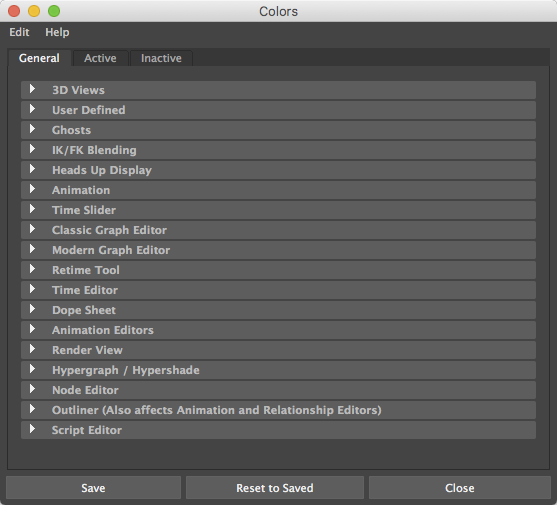 Colors
Edit Help
General Active Inactive
3D Views
User Defined
Ghosts
IK/FK Blending
Heads Up Display
Animation
Time Slider
Classic Graph Editor
Modern Graph Editor
Retime Tool
Time Editor
Dope Sheet
Animation Editors
Render View
Hypergraph / Hypershade
Node Editor
Outliner (Also affects Animation and Relationship Editors)
Script Editor
Save Reset to Saved Close